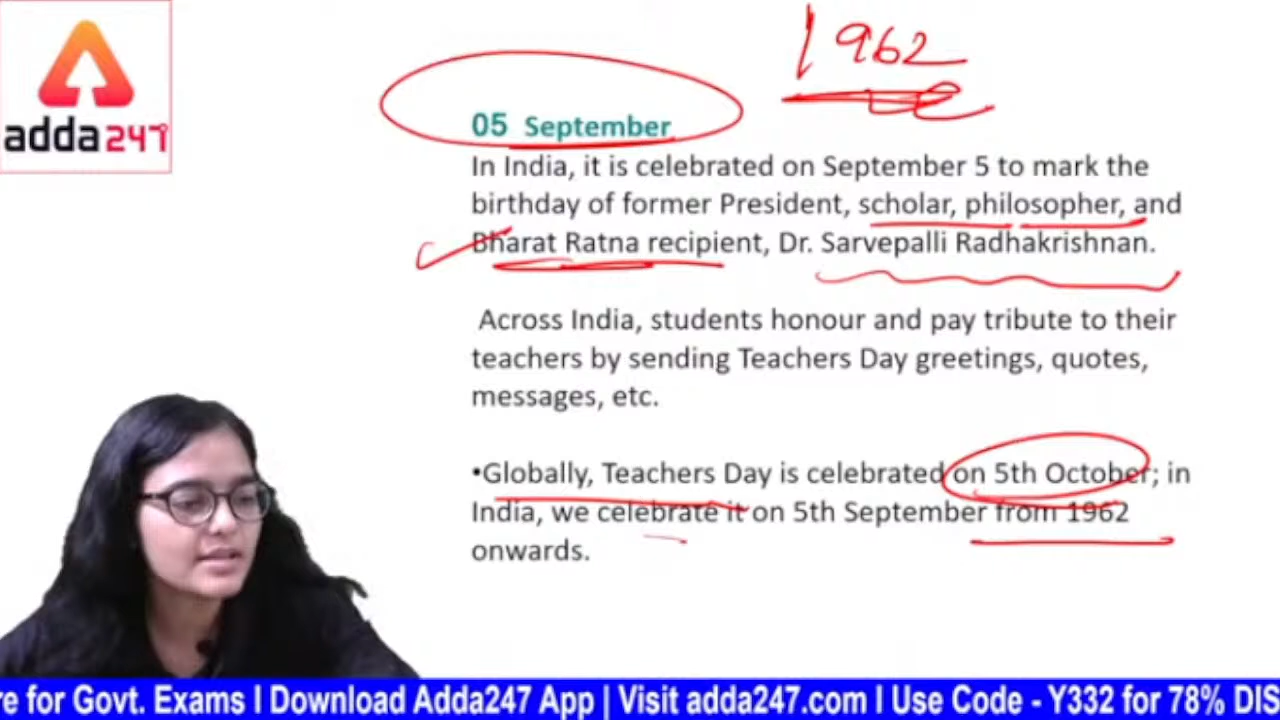 adda247
1962
05 September
In India, it is celebrated on September 5 to mark the
birthday of former President, scholar, philosopher, and
Bharat Ratna recipient, Dr. Sarvepalli Radhakrishnan.
Across India, students honour and pay tribute to their
teachers by sending Teachers Day greetings, quotes,
messages, etc.
•Globally, Teachers Day is celebrated on 5th October; in
India, we celebrate it on 5th September from 1962
onwards.
re for Govt. Exams I Download Adda247 App | Visit adda247.com I Use Code - Y332 for 78% DIS